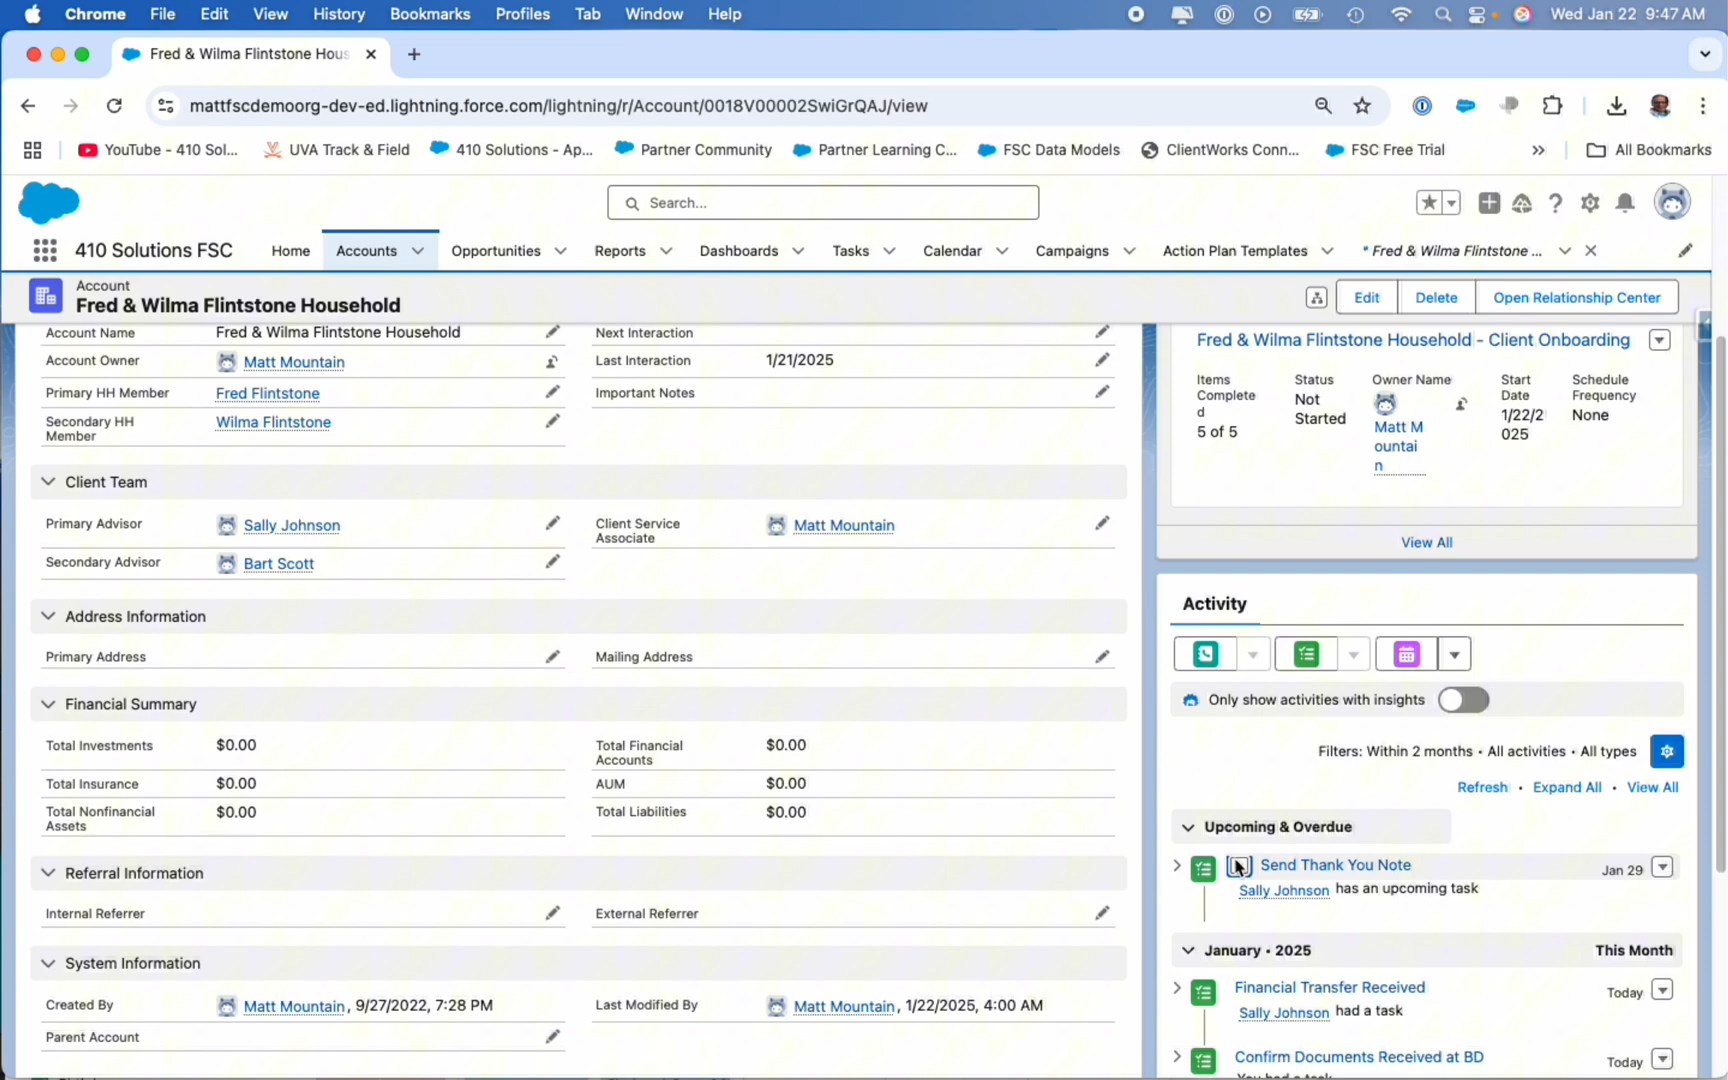 Chrome File Edit View History Bookmarks Profiles Tab Window Help Wed Jan 22 9:47 AM
Fred & Wilma Flintstone Hous
mattfscdemoorg-dev-ed.lightning.force.com/lightning/r/Account/0018V00002SwiGrQAJ/view
YouTube - 410 Sol... UVA Track & Field 410 Solutions - Ap... Partner Community Partner Learning C... FSC Data Models ClientWorks Conn... FSC Free Trial All Bookmarks
Search...
410 Solutions FSC Home Accounts Opportunities Reports Dashboards Tasks Calendar Campaigns Action Plan Templates * Fred & Wilma Flintstone ...
Account
Fred & Wilma Flintstone Household
Edit Delete Open Relationship Center
Account Name Fred & Wilma Flintstone Household Next Interaction
Account Owner Matt Mountain Last Interaction 1/21/2025
Primary HH Member Fred Flintstone Important Notes
Secondary HH Wilma Flintstone
Member
Client Team
Primary Advisor Sally Johnson Client Service Matt Mountain
Associate
Secondary Advisor Bart Scott
Address Information
Primary Address Mailing Address
Financial Summary
Total Investments $0.00 Total Financial $0.00
Accounts
Total Insurance $0.00 AUM $0.00
Total Nonfinancial $0.00 Total Liabilities $0.00
Assets
Referral Information
Internal Referrer External Referrer
System Information
Created By Matt Mountain, 9/27/2022, 7:28 PM Last Modified By Matt Mountain, 1/22/2025, 4:00 AM
Parent Account
Fred & Wilma Flintstone Household - Client Onboarding
Items Status Owner Name Start Schedule
Complete Not Date Frequency
d Started 1/22/2 None
5 of 5 Matt M 025
ountai
n
View All
Activity
Only show activities with insights
Filters: Within 2 months • All activities • All types
Refresh • Expand All • View All
Upcoming & Overdue
Send Thank You Note Jan 29
Sally Johnson has an upcoming task
January • 2025 This Month
Financial Transfer Received Today
Sally Johnson had a task
Confirm Documents Received at BD Today
You had a task